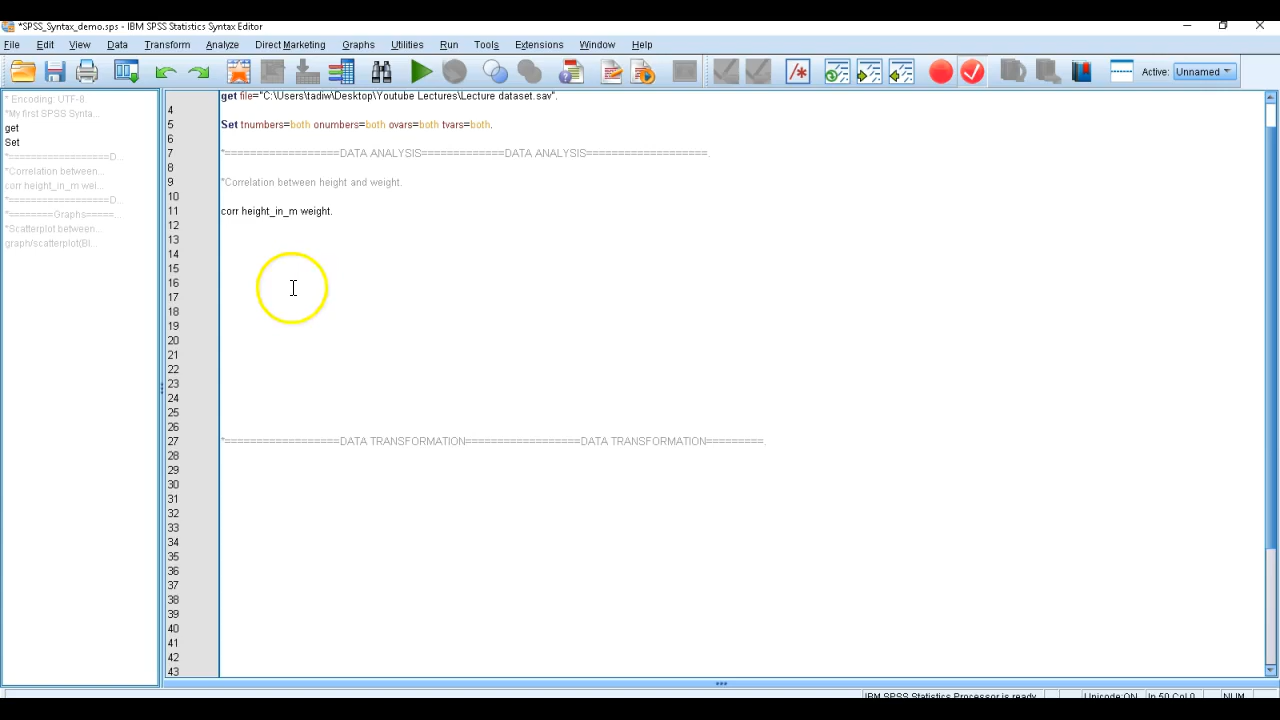 *SPSS_Syntax_demo.sps - IBM SPSS Statistics Syntax Editor
File Edit View Data Transform Analyze Direct Marketing Graphs Utilities Run Tools Extensions Window Help
Active: Unnamed
* Encoding: UTF-8.
*My first SPSS Synta...
get
Set
*==================D...
*Correlation between...
corr height_in_m wei...
*==================D...
*========Graphs=====...
*Scatterplot between...
graph/scatterplot(BI...
get file="C:\Users\tadiw\Desktop\Youtube Lectures\Lecture dataset.sav".
4
5 Set tnumbers=both onumbers=both ovars=both tvars=both.
6
7 *==================DATA ANALYSIS=============DATA ANALYSIS===================.
8
9 *Correlation between height and weight.
10
11 corr height_in_m weight.
12
13
14
15
16
17
18
19
20
21
22
23
24
25
26
27 *==================DATA TRANSFORMATION==================DATA TRANSFORMATION=========.
28
29
30
31
32
33
34
35
36
37
38
39
40
41
42
43
IBM SPSS Statistics Processor is ready Unicode:ON In 50 Col 0 NUM